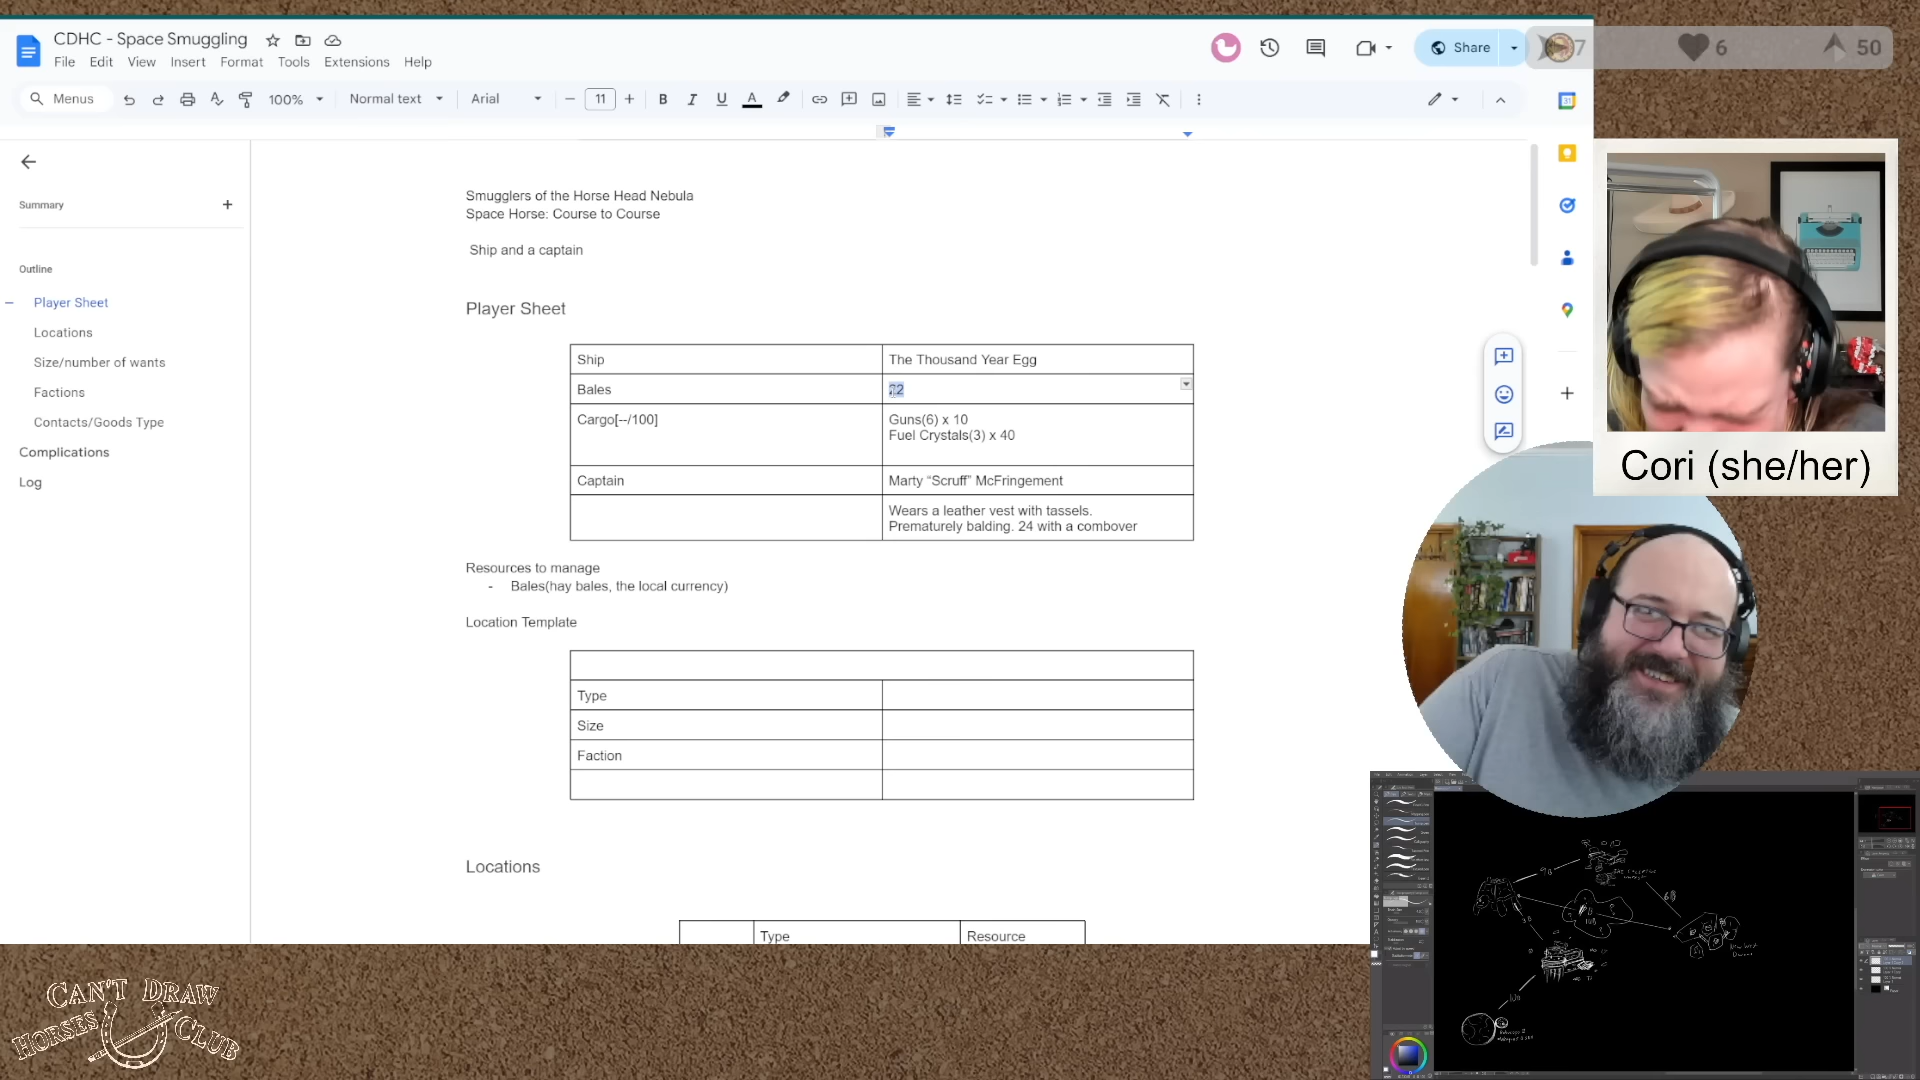 CDHC - Space Smuggling
File Edit View Insert Format Tools Extensions Help
Share
7
6
50
Menus
100%
Normal text
Arial
11
B I U A
Summary
Outline
Player Sheet
Locations
Size/number of wants
Factions
Contacts/Goods Type
Complications
Log
Smugglers of the Horse Head Nebula
Space Horse: Course to Course
Ship and a captain
Player Sheet
Ship The Thousand Year Egg
Bales
Cargo[--/100] Guns(6) x 10
Fuel Crystals(3) x 40
Captain Marty “Scruff” McFringement
Wears a leather vest with tassels.
Prematurely balding. 24 with a combover
Resources to manage
- Bales(hay bales, the local currency)
Location Template
Type
Size
Faction
Locations
Type Resource
Cori (she/her)
CAN'T DRAW
HORSES CLUB